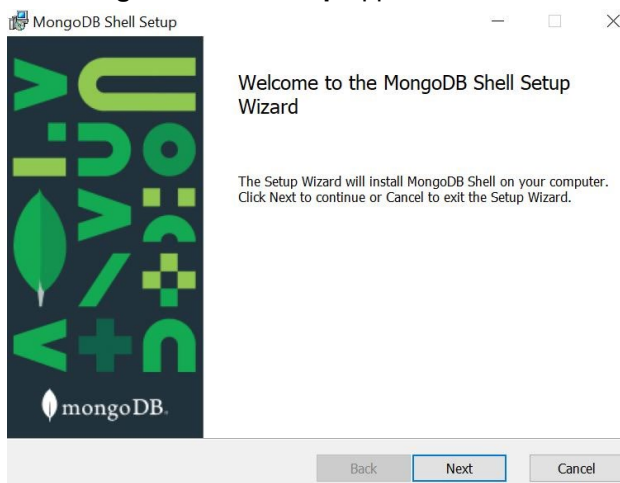 MongoDB Shell Setup
Welcome to the MongoDB Shell Setup
Wizard
The Setup Wizard will install MongoDB Shell on your computer.
Click Next to continue or Cancel to exit the Setup Wizard.
mongoDB.
Back Next Cancel